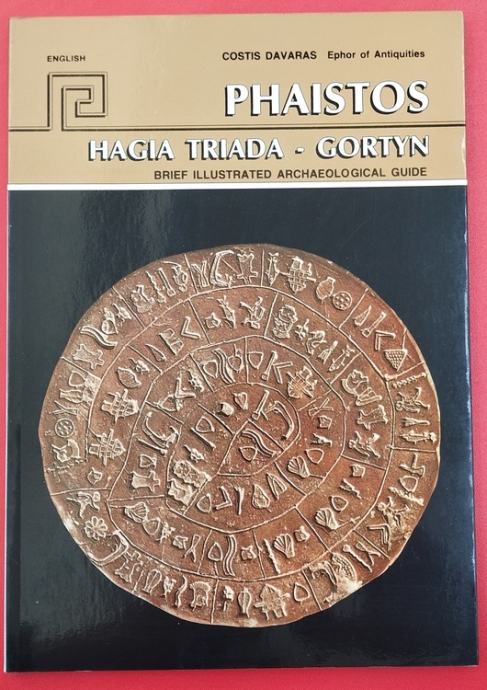 ENGLISH
COSTIS DAVARAS Ephor of Antiquities
PHAISTOS
HAGIA TRIADA - GORTYN
BRIEF ILLUSTRATED ARCHAEOLOGICAL GUIDE